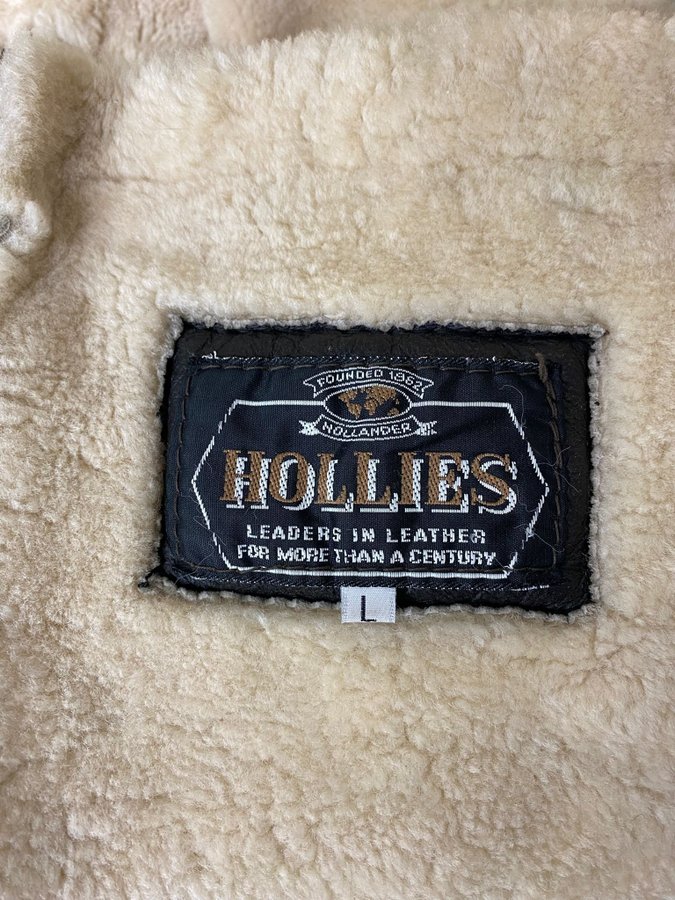 FOUNDED 1862
HOLLANDER
HOLLIES
LEADERS IN LEATHER
FOR MORE THAN A CENTURY
L